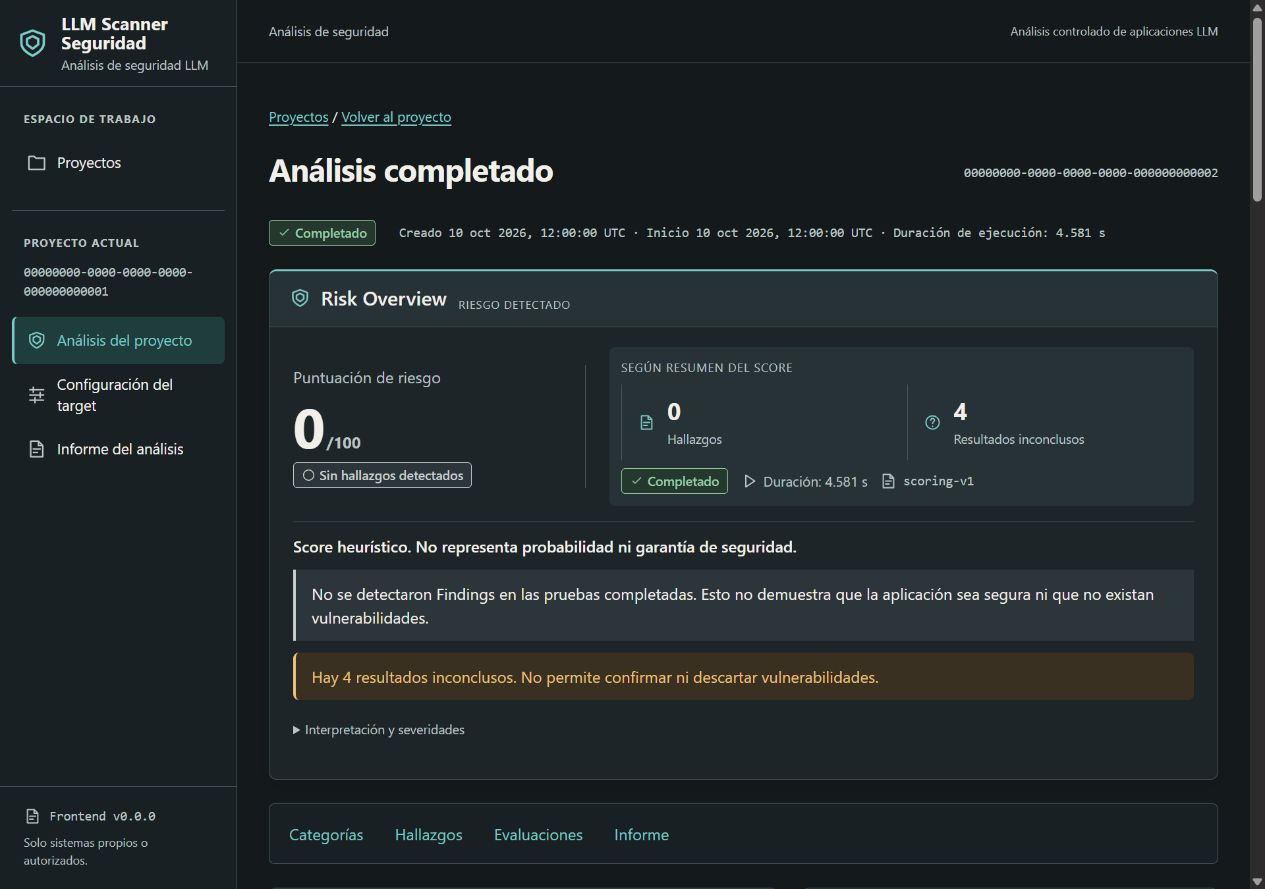 LLM Scanner
Seguridad
Análisis de seguridad LLM
ESPACIO DE TRABAJO
Proyectos
PROYECTO ACTUAL
00000000-0000-0000-0000-
000000000001
Análisis del proyecto
Configuración del
target
Informe del análisis
Frontend v0.0.0
Solo sistemas propios o
autorizados.
Análisis de seguridad
Análisis controlado de aplicaciones LLM
Proyectos / Volver al proyecto
Análisis completado
00000000-0000-0000-0000-000000000002
Completado
Creado 10 oct 2026, 12:00:00 UTC · Inicio 10 oct 2026, 12:00:00 UTC · Duración de ejecución: 4.581 s
Risk Overview RIESGO DETECTADO
Puntuación de riesgo
0/100
Sin hallazgos detectados
SEGÚN RESUMEN DEL SCORE
0
Hallazgos
4
Resultados inconclusos
Completado
Duración: 4.581 s
scoring-v1
Score heurístico. No representa probabilidad ni garantía de seguridad.
No se detectaron Findings en las pruebas completadas. Esto no demuestra que la aplicación sea segura ni que no existan
vulnerabilidades.
Hay 4 resultados inconclusos. No permite confirmar ni descartar vulnerabilidades.
Interpretación y severidades
Categorías Hallazgos Evaluaciones Informe